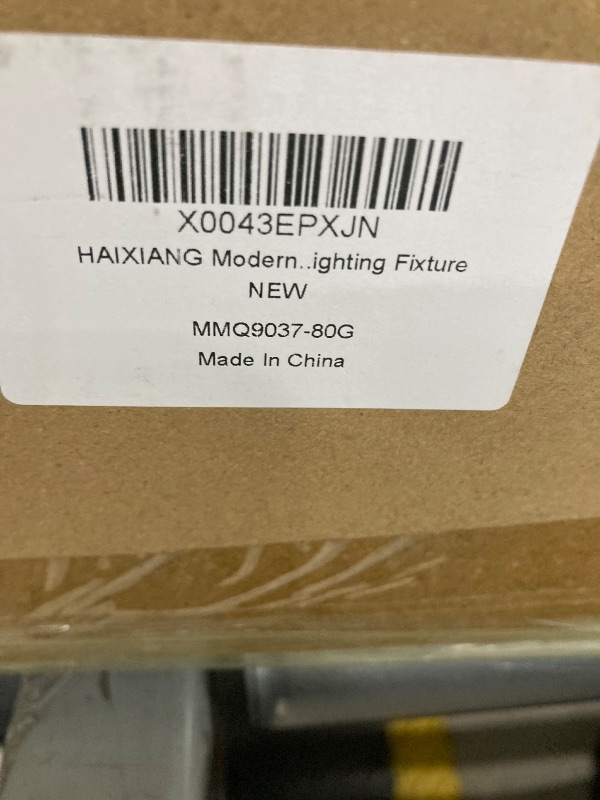 X0043EPXJN
HAIXIANG Modern..ighting Fixture
NEW
MMQ9037-80G
Made In China